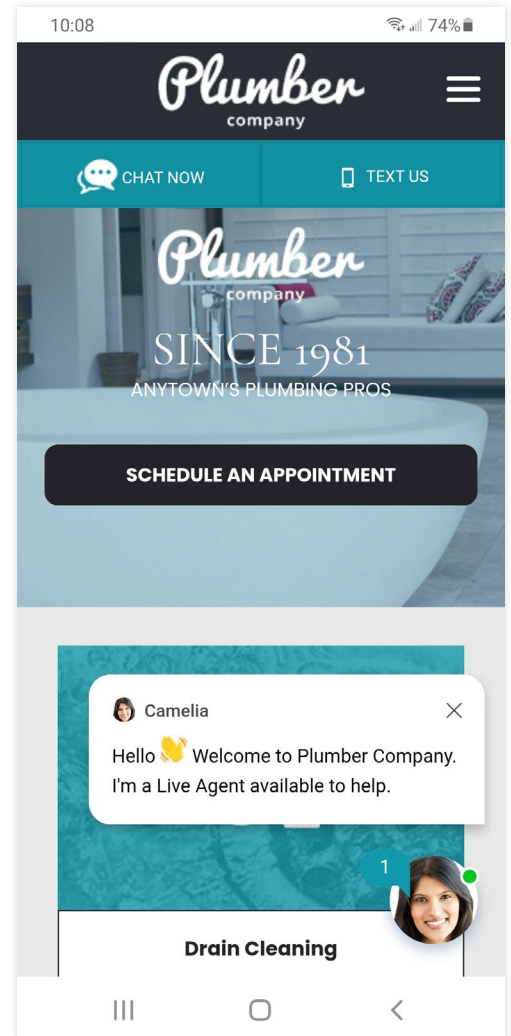 10:08
74%
Plumber
company
CHAT NOW
TEXT US
Plumber
company
SINCE 1981
ANYTOWN'S PLUMBING PROS
SCHEDULE AN APPOINTMENT
Camelia
Hello 👋 Welcome to Plumber Company.
I'm a Live Agent available to help.
1
Drain Cleaning